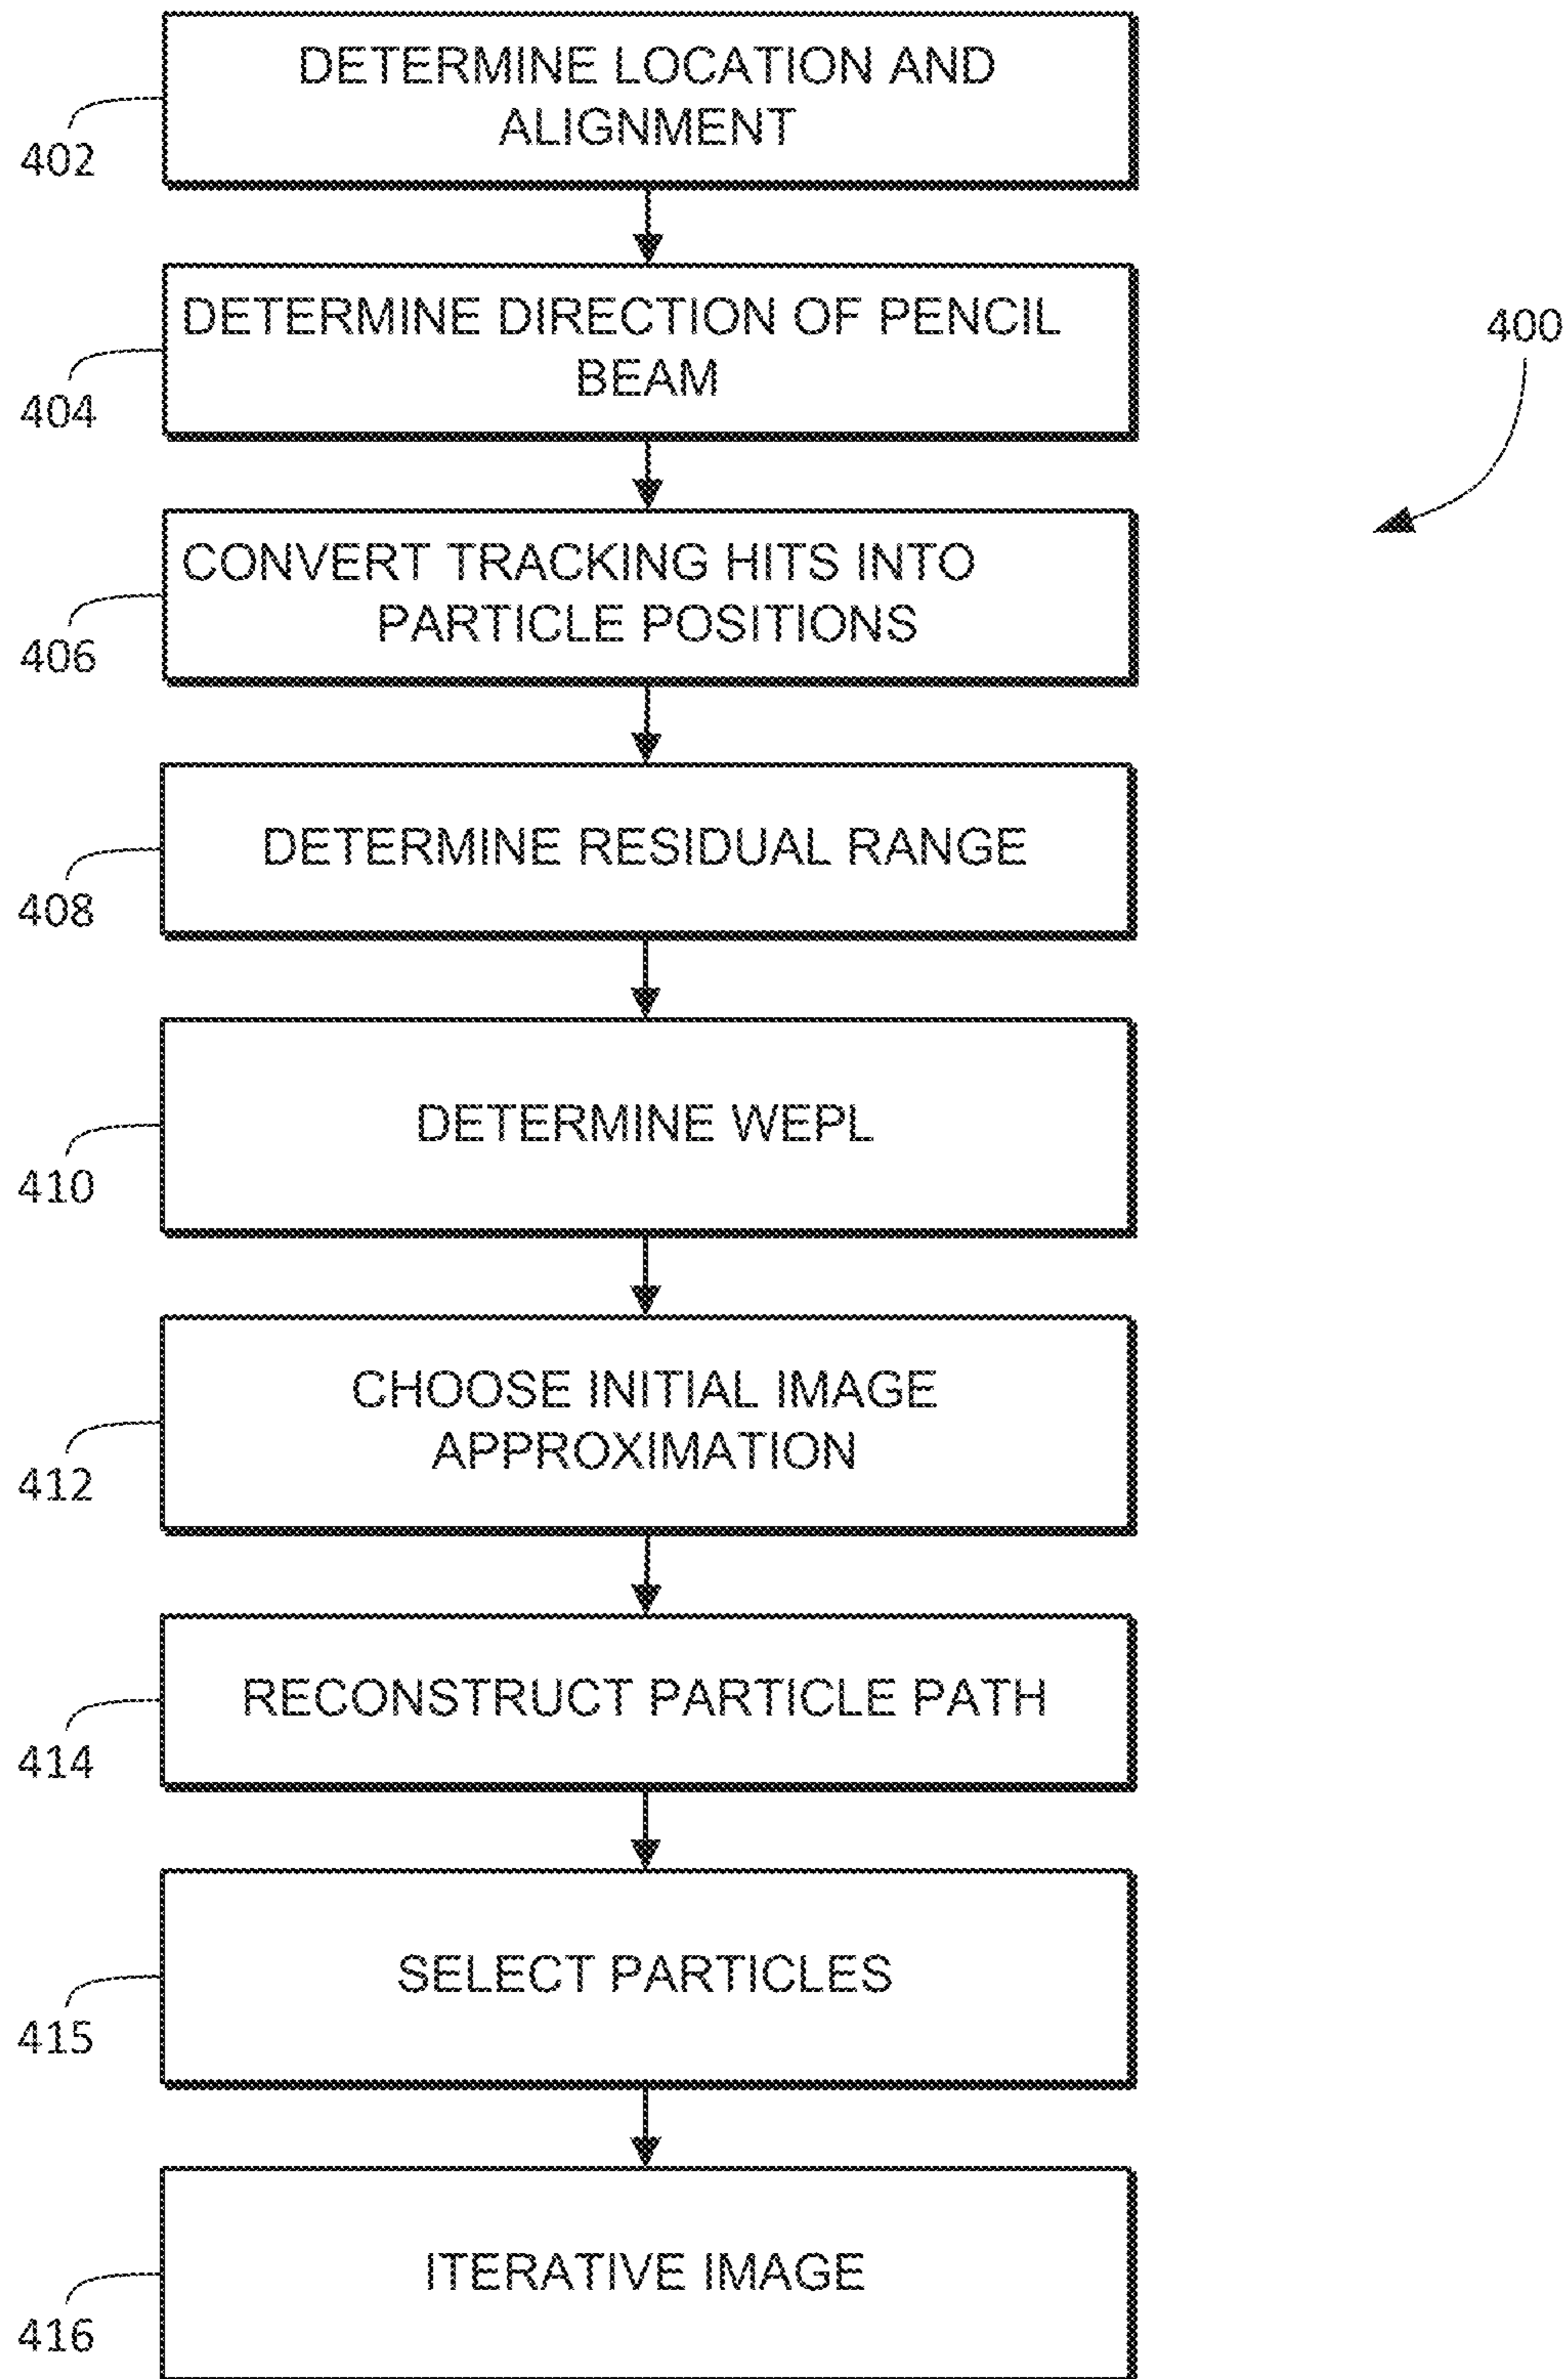 DETERMINE LOCATION AND
ALIGNMENT
402
DETERMINE DIRECTION OF PENCIL
BEAM
404
400
CONVERT TRACKING HITS INTO
PARTICLE POSITIONS
406
DETERMINE RESIDUAL RANGE
408
DETERMINE WEPL
410
CHOOSE INITIAL IMAGE
APPROXIMATION
412
RECONSTRUCT PARTICLE PATH
414
SELECT PARTICLES
415
ITERATIVE IMAGE
416